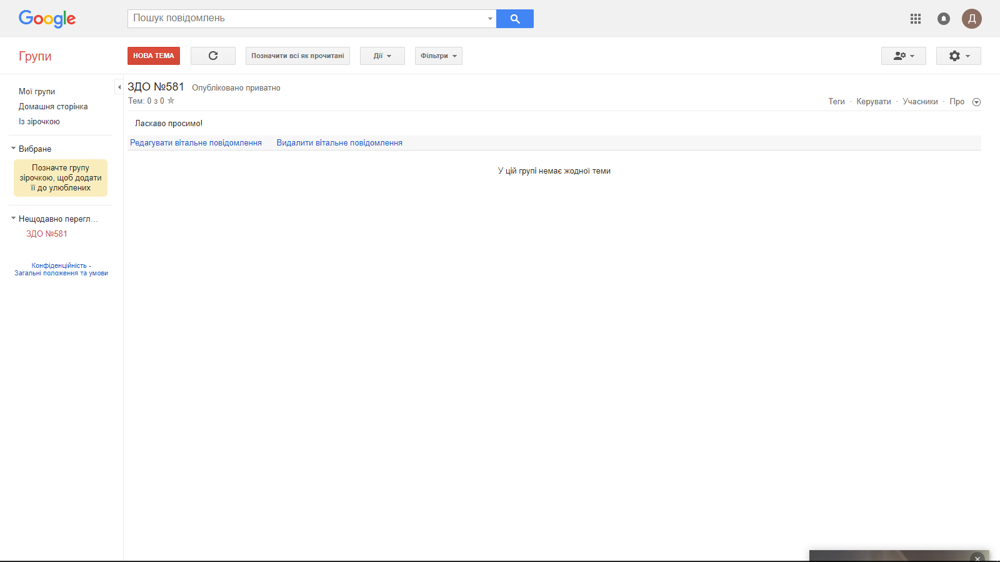 Google
Пошук повідомлень
Д
Групи
НОВА ТЕМА
Позначити всі як прочитані
Дії
Фільтри
Мої групи
Домашня сторінка
Із зірочкою
Вибране
Позначте групу
зірочкою, щоб додати
її до улюблених
Нещодавно перегл…
ЗДО №581
Конфіденційність -
Загальні положення та умови
ЗДО №581 Опубліковано приватно
Тем: 0 з 0
Теги · Керувати · Учасники · Про
Ласкаво просимо!
Редагувати вітальне повідомлення Видалити вітальне повідомлення
У цій групі немає жодної теми